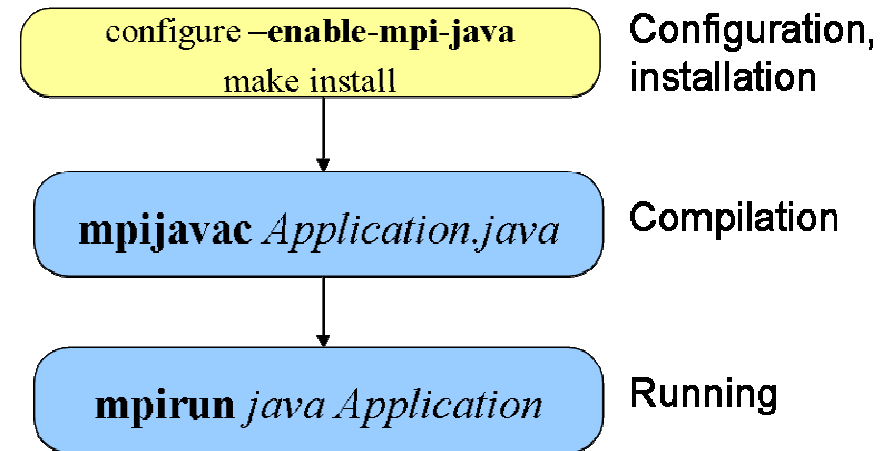 configure –enable-mpi-java
make install
Configuration,
installation
mpijavac Application.java
Compilation
mpirun java Application
Running